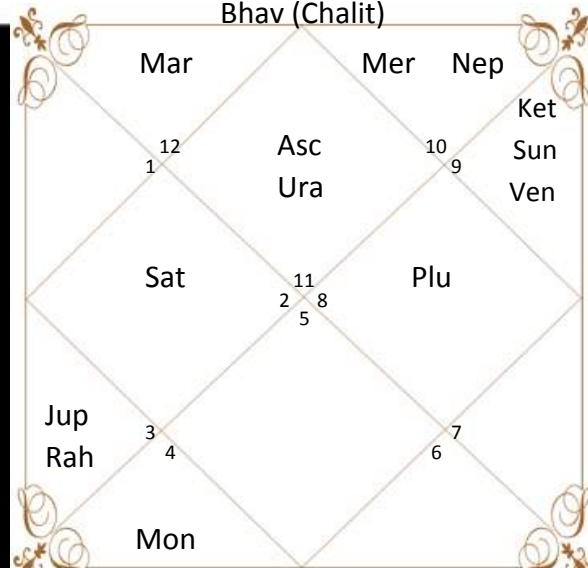 Bhav (Chalit)
Mar
Mer Nep
Ket
Sun
Ven
Asc
Ura
12
1
10
9
Sat
11
2 8
5
Plu
Jup
Rah
3
4
7
6
Mon